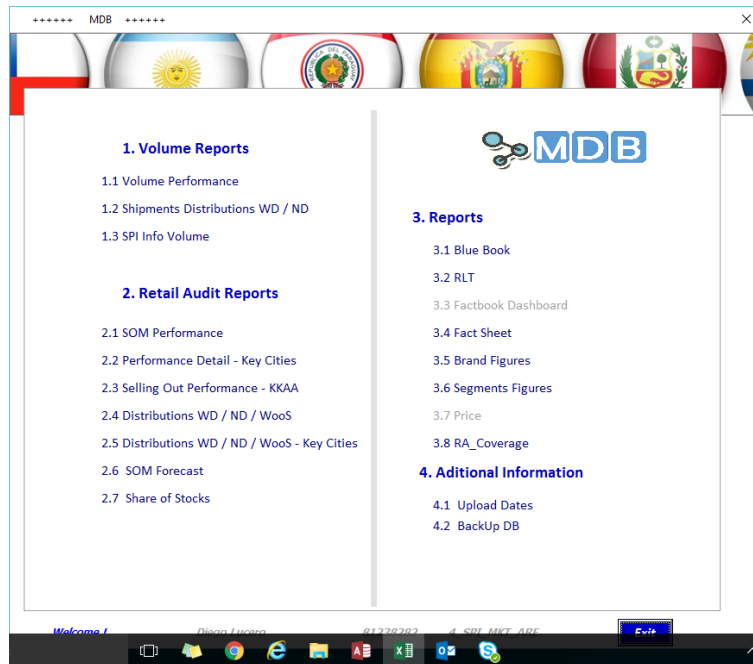 ++++++ MDB ++++++
REPUBLICA DEL PARAGUAY
1. Volume Reports
1.1 Volume Performance
1.2 Shipments Distributions WD / ND
1.3 SPI Info Volume
2. Retail Audit Reports
2.1 SOM Performance
2.2 Performance Detail - Key Cities
2.3 Selling Out Performance - KKAA
2.4 Distributions WD / ND / WooS
2.5 Distributions WD / ND / WooS - Key Cities
2.6 SOM Forecast
2.7 Share of Stocks
MDB
3. Reports
3.1 Blue Book
3.2 RLT
3.3 Factbook Dashboard
3.4 Fact Sheet
3.5 Brand Figures
3.6 Segments Figures
3.7 Price
3.8 RA_Coverage
4. Aditional Information
4.1 Upload Dates
4.2 BackUp DB
Welcome ! Diego Lucero 81238282 4_SPI_MKT_ARE Exit